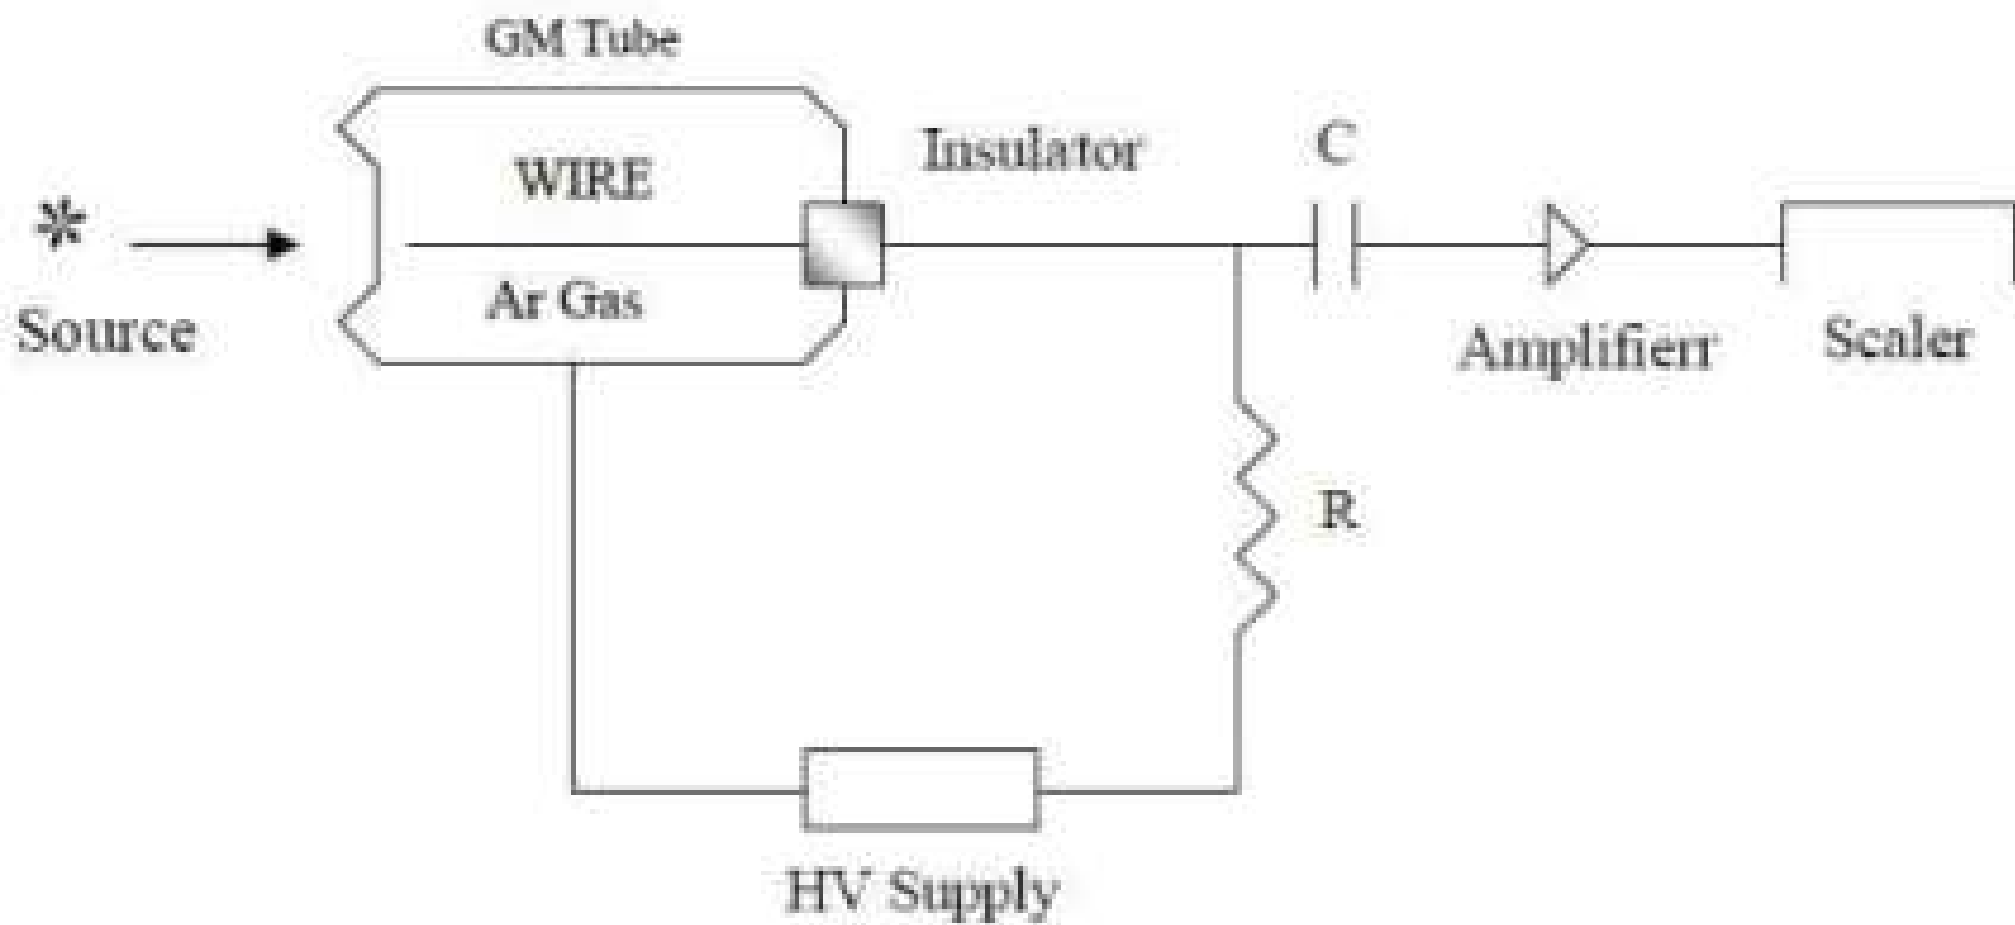 GM Tube
WIRE
Insulator
C
Ar Gas
Source
Amplifierr
Scaler
R
HV Supply